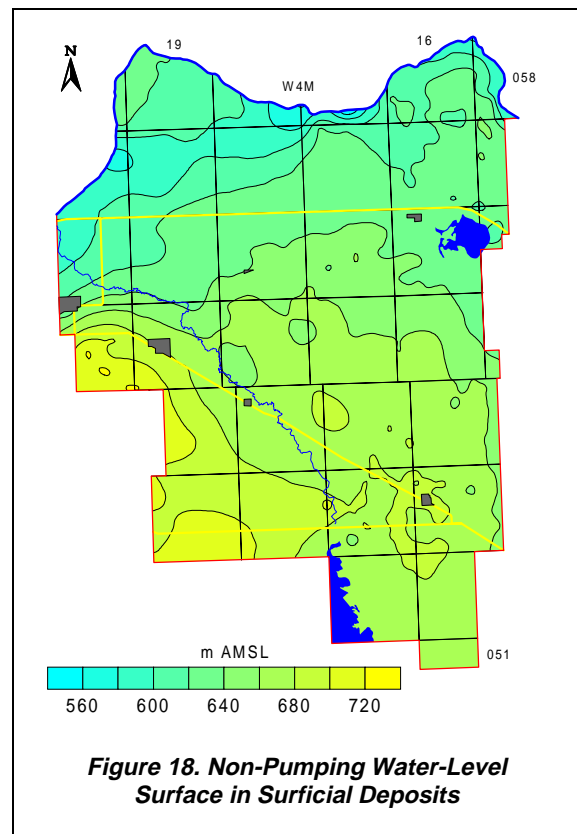 19
16
N
W4M
058
m AMSL
051
560 600 640 680 720
Figure 18. Non-Pumping Water-Level
Surface in Surficial Deposits